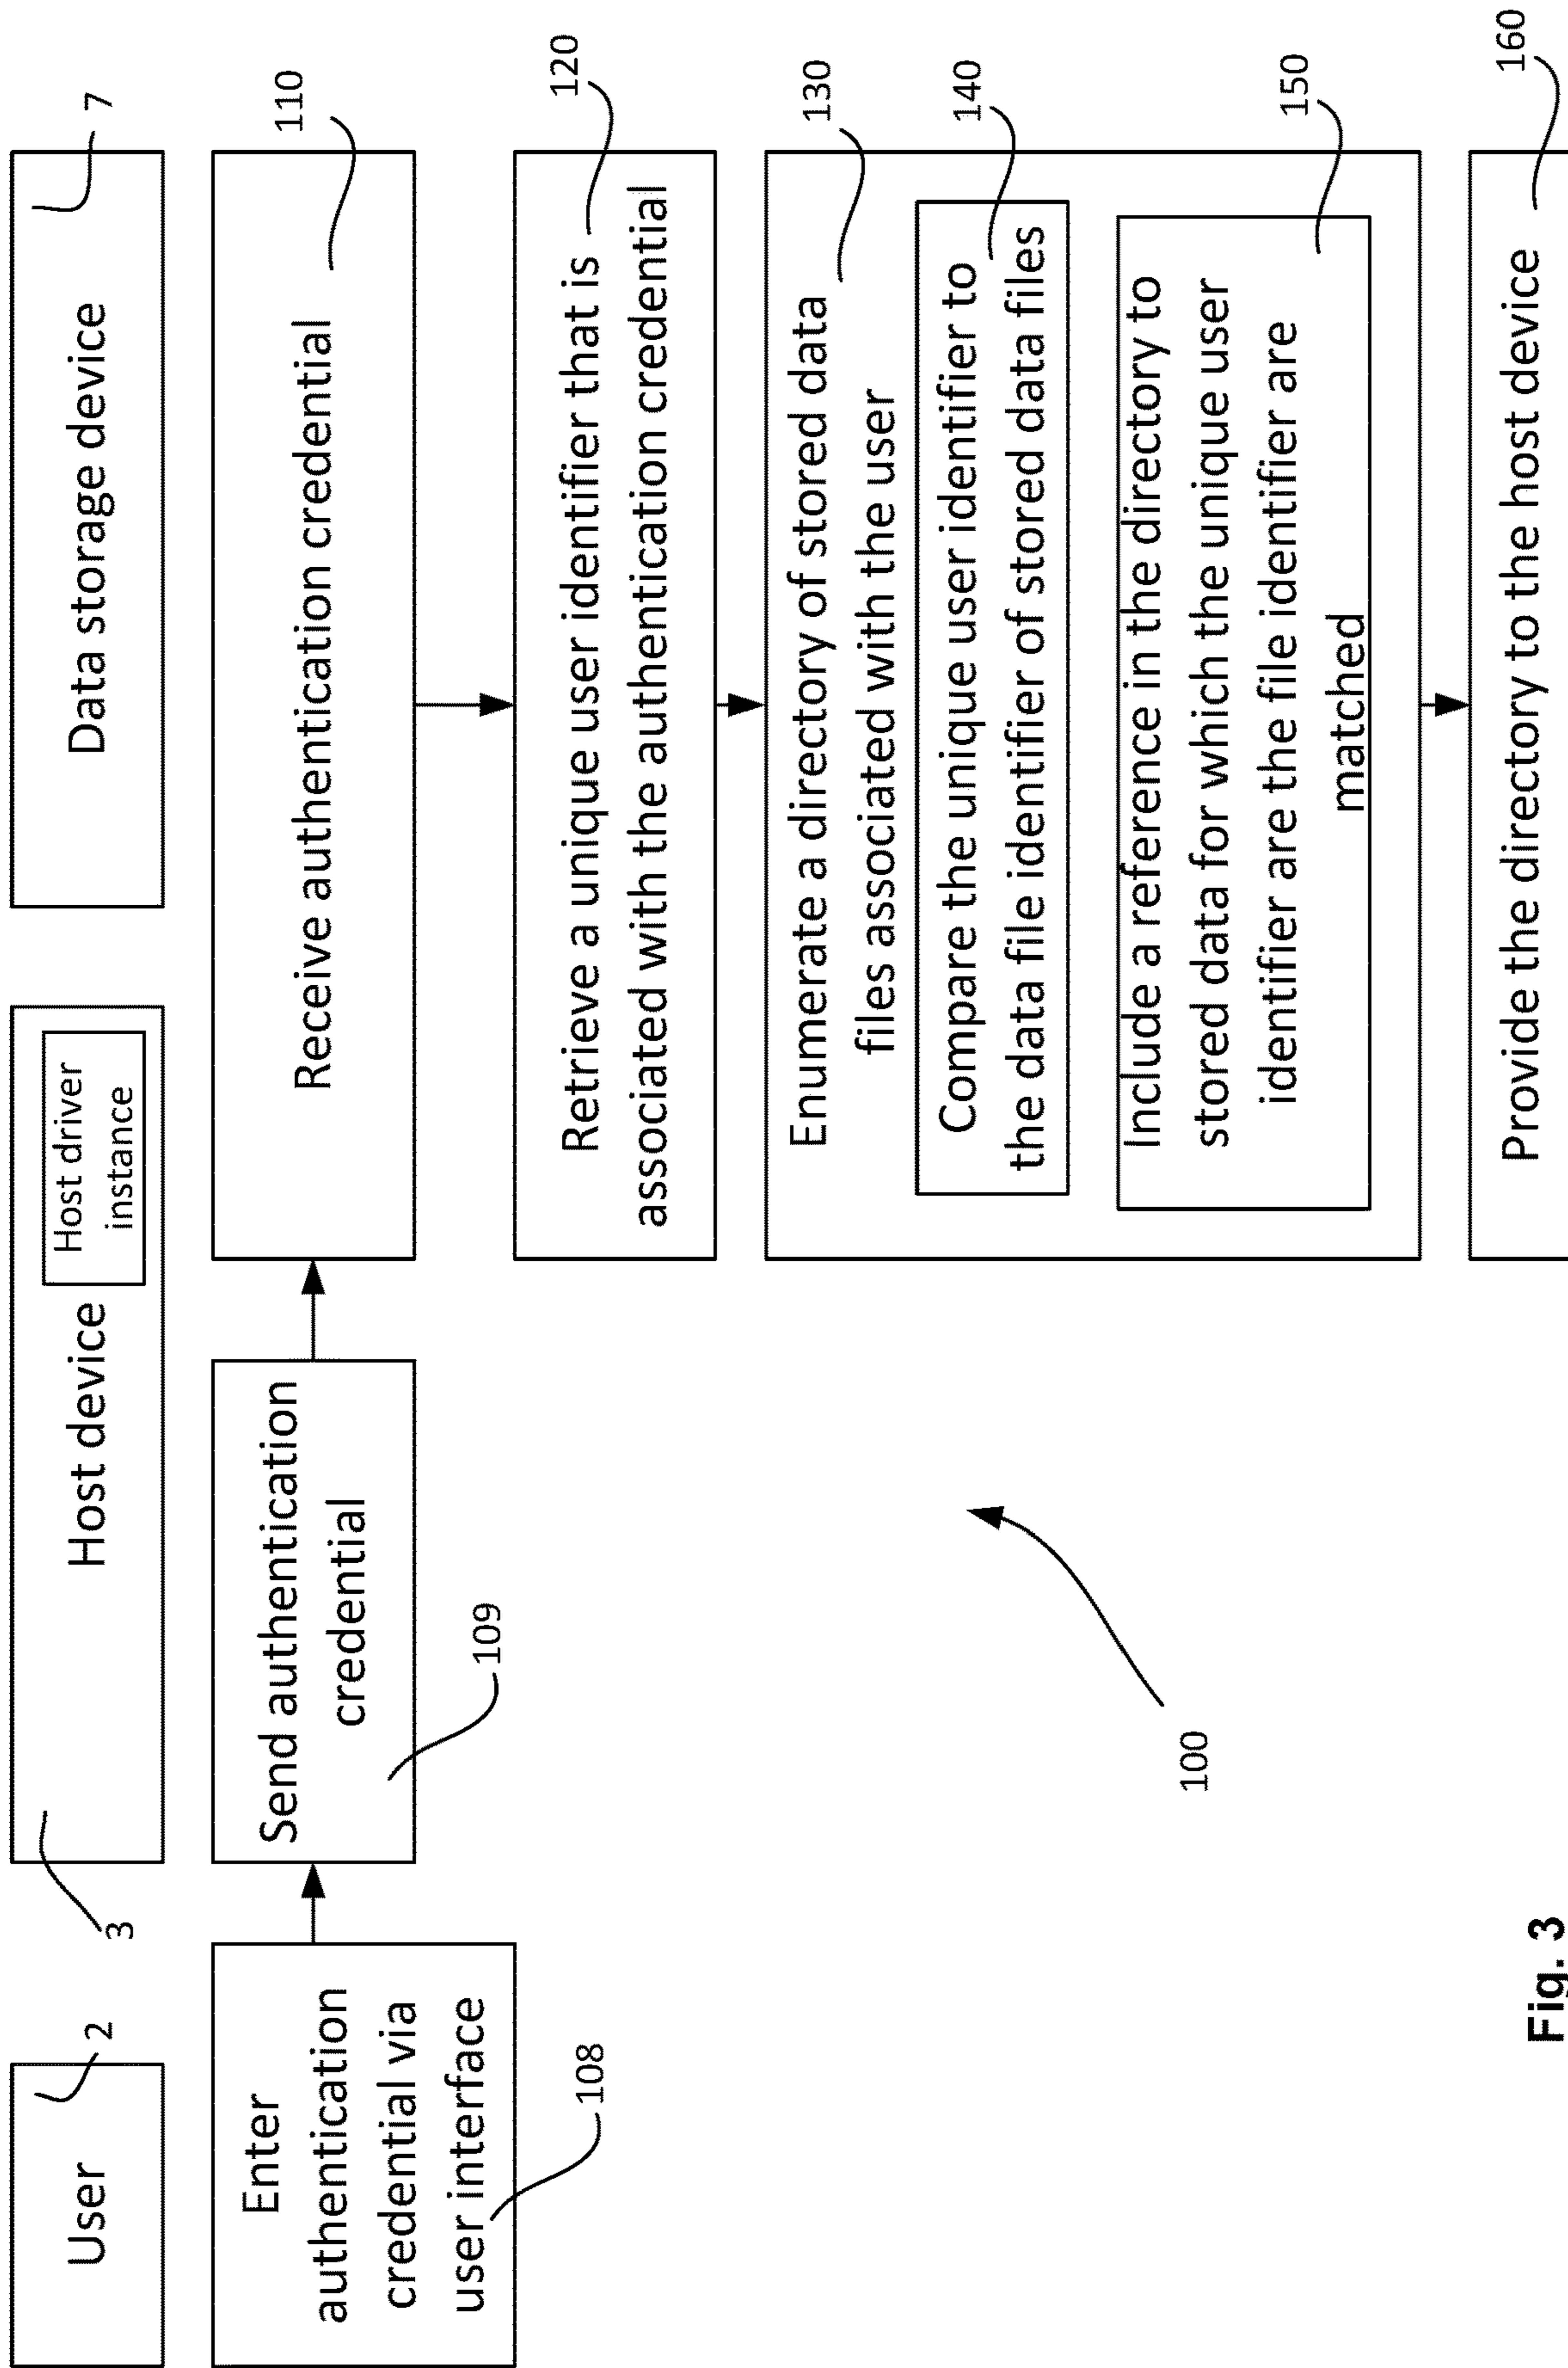 User
2
3
Host device
Host driver
instance
Data storage device
7
Enter
authentication
credential via
user interface
108
Send authentication
credential
109
Receive authentication credential
110
Retrieve a unique user identifier that is
associated with the authentication credential
120
Enumerate a directory of stored data
files associated with the user
130
Compare the unique user identifier to
the data file identifier of stored data files
140
Include a reference in the directory to
stored data for which the unique user
identifier are the file identifier are
matched
150
Provide the directory to the host device
160
100
Fig. 3